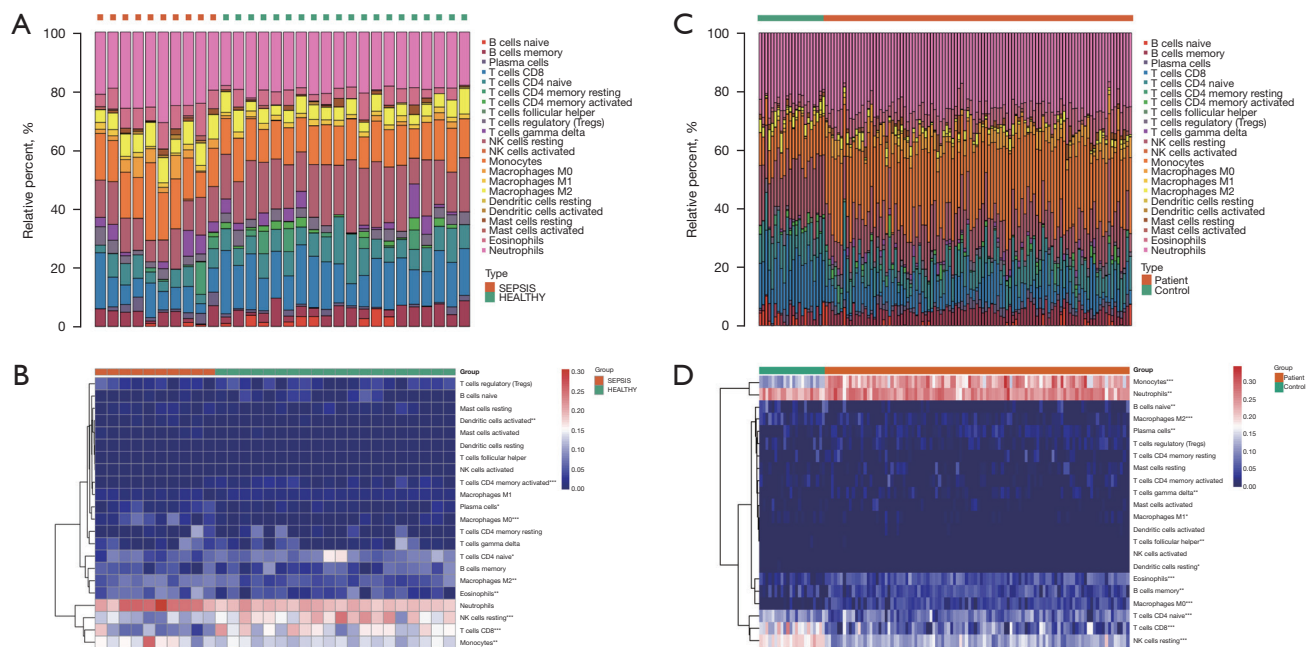 A
100
80
60
40
20
0
Relative percent, %
B cells naive
B cells memory
Plasma cells
T cells CD8
T cells CD4 naive
T cells CD4 memory resting
T cells CD4 memory activated
T cells follicular helper
T cells regulatory (Tregs)
T cells gamma delta
NK cells resting
NK cells activated
Monocytes
Macrophages M0
Macrophages M1
Macrophages M2
Dendritic cells resting
Dendritic cells activated
Mast cells resting
Mast cells activated
Eosinophils
Neutrophils
Type
SEPSIS
HEALTHY
C
100
80
60
40
20
0
Relative percent, %
B cells naive
B cells memory
Plasma cells
T cells CD8
T cells CD4 naive
T cells CD4 memory resting
T cells CD4 memory activated
T cells follicular helper
T cells regulatory (Tregs)
T cells gamma delta
NK cells resting
NK cells activated
Monocytes
Macrophages M0
Macrophages M1
Macrophages M2
Dendritic cells resting
Dendritic cells activated
Mast cells resting
Mast cells activated
Eosinophils
Neutrophils
Type
Patient
Control
B
Group
T cells regulatory (Tregs)
B cells naive
Mast cells resting
Dendritic cells activated**
Mast cells activated
Dendritic cells resting
T cells follicular helper
NK cells activated
T cells CD4 memory activated***
Macrophages M1
Plasma cells*
Macrophages M0***
T cells CD4 memory resting
T cells gamma delta
T cells CD4 naive*
B cells memory
Macrophages M2**
Eosinophils**
Neutrophils
NK cells resting***
T cells CD8***
Monocytes**
Group
SEPSIS
HEALTHY
0.30
0.25
0.20
0.15
0.10
0.05
0.00
D
Group
Monocytes***
Neutrophils**
B cells naive**
Macrophages M2***
Plasma cells**
T cells regulatory (Tregs)
T cells CD4 memory resting
Mast cells resting
T cells CD4 memory activated
T cells gamma delta**
Mast cells activated
Macrophages M1*
Dendritic cells activated
T cells follicular helper**
NK cells activated
Dendritic cells resting*
Eosinophils***
B cells memory**
Macrophages M0***
T cells CD4 naive***
T cells CD8***
NK cells resting***
Group
Patient
Control
0.30
0.25
0.20
0.15
0.10
0.05
0.00